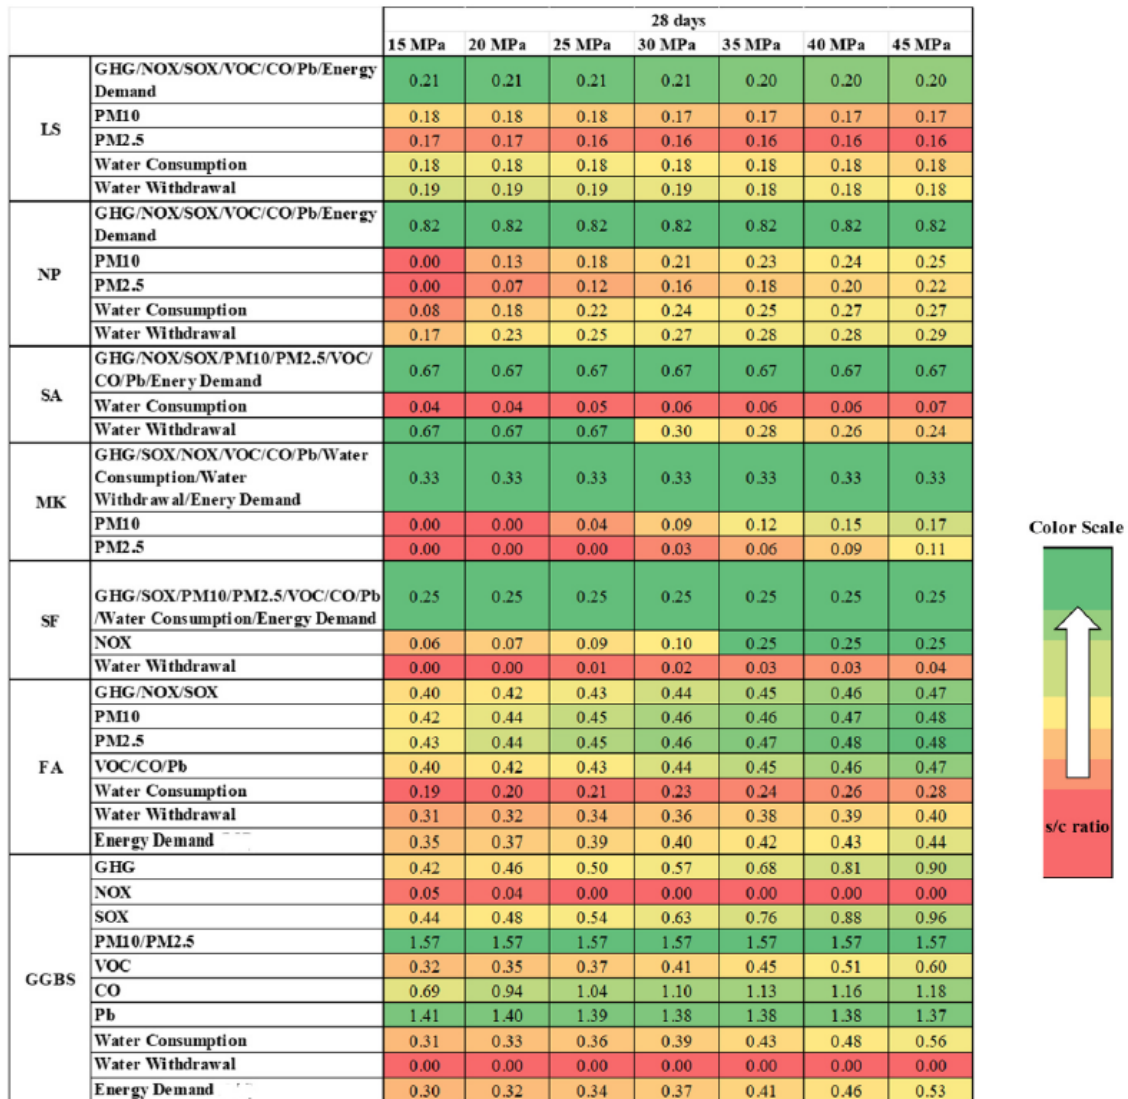 28 days
15 MPa 20 MPa 25 MPa 30 MPa 35 MPa 40 MPa 45 MPa
LS
GHG/NOX/SOX/VOC/CO/Pb/Energy
Demand
0.21 0.21 0.21 0.21 0.20 0.20 0.20
PM10 0.18 0.18 0.18 0.17 0.17 0.17 0.17
PM2.5 0.17 0.17 0.16 0.16 0.16 0.16 0.16
Water Consumption 0.18 0.18 0.18 0.18 0.18 0.18 0.18
Water Withdrawal 0.19 0.19 0.19 0.19 0.18 0.18 0.18
NP
GHG/NOX/SOX/VOC/CO/Pb/Energy
Demand
0.82 0.82 0.82 0.82 0.82 0.82 0.82
PM10 0.00 0.13 0.18 0.21 0.23 0.24 0.25
PM2.5 0.00 0.07 0.12 0.16 0.18 0.20 0.22
Water Consumption 0.08 0.18 0.22 0.24 0.25 0.27 0.27
Water Withdrawal 0.17 0.23 0.25 0.27 0.28 0.28 0.29
SA
GHG/NOX/SOX/PM10/PM2.5/VOC/
CO/Pb/Enery Demand
0.67 0.67 0.67 0.67 0.67 0.67 0.67
Water Consumption 0.04 0.04 0.05 0.06 0.06 0.06 0.07
Water Withdrawal 0.67 0.67 0.67 0.30 0.28 0.26 0.24
MK
GHG/SOX/NOX/VOC/CO/Pb/Water
Consumption/Water
Withdrawal/Enery Demand
0.33 0.33 0.33 0.33 0.33 0.33 0.33
PM10 0.00 0.00 0.04 0.09 0.12 0.15 0.17
PM2.5 0.00 0.00 0.00 0.03 0.06 0.09 0.11
SF
GHG/SOX/PM10/PM2.5/VOC/CO/Pb
/Water Consumption/Energy Demand
0.25 0.25 0.25 0.25 0.25 0.25 0.25
NOX 0.06 0.07 0.09 0.10 0.25 0.25 0.25
Water Withdrawal 0.00 0.00 0.01 0.02 0.03 0.03 0.04
FA
GHG/NOX/SOX 0.40 0.42 0.43 0.44 0.45 0.46 0.47
PM10 0.42 0.44 0.45 0.46 0.46 0.47 0.48
PM2.5 0.43 0.44 0.45 0.46 0.47 0.48 0.48
VOC/CO/Pb 0.40 0.42 0.43 0.44 0.45 0.46 0.47
Water Consumption 0.19 0.20 0.21 0.23 0.24 0.26 0.28
Water Withdrawal 0.31 0.32 0.34 0.36 0.38 0.39 0.40
Energy Demand 0.35 0.37 0.39 0.40 0.42 0.43 0.44
GGBS
GHG 0.42 0.46 0.50 0.57 0.68 0.81 0.90
NOX 0.05 0.04 0.00 0.00 0.00 0.00 0.00
SOX 0.44 0.48 0.54 0.63 0.76 0.88 0.96
PM10/PM2.5 1.57 1.57 1.57 1.57 1.57 1.57 1.57
VOC 0.32 0.35 0.37 0.41 0.45 0.51 0.60
CO 0.69 0.94 1.04 1.10 1.13 1.16 1.18
Pb 1.41 1.40 1.39 1.38 1.38 1.38 1.37
Water Consumption 0.31 0.33 0.36 0.39 0.43 0.48 0.56
Water Withdrawal 0.00 0.00 0.00 0.00 0.00 0.00 0.00
Energy Demand 0.30 0.32 0.34 0.37 0.41 0.46 0.53
Color Scale
s/c ratio